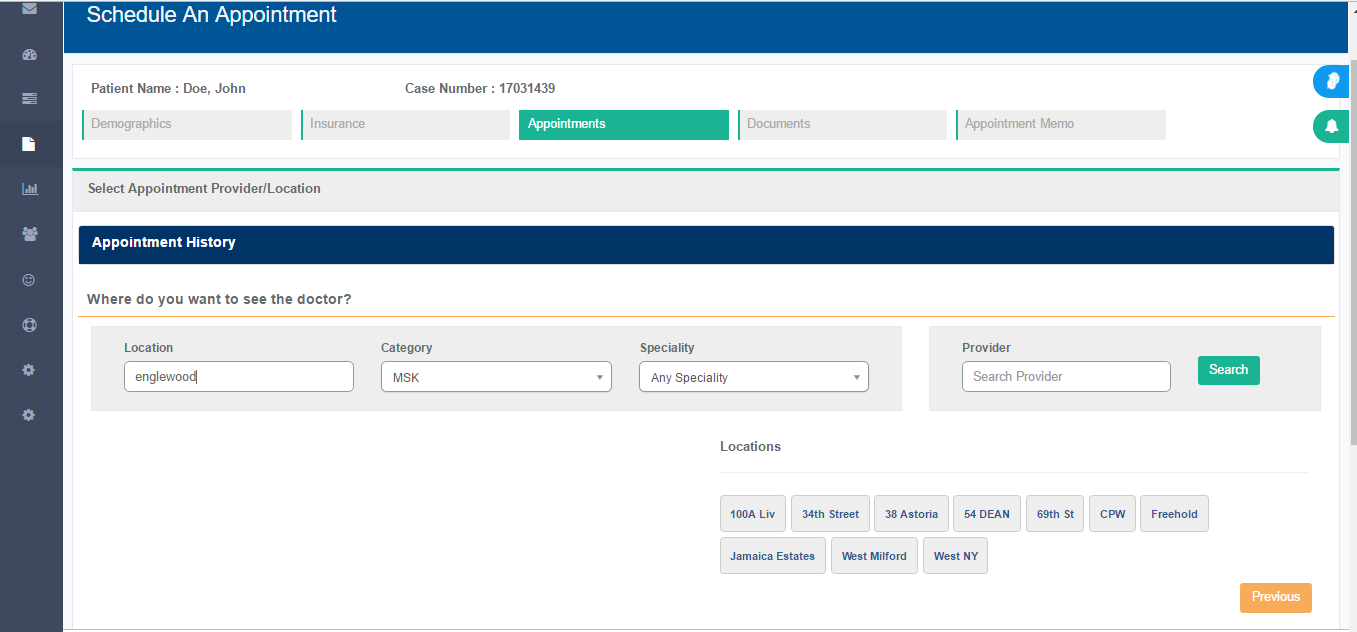 Schedule An Appointment
Patient Name : Doe, John Case Number : 17031439
Demographics Insurance Appointments Documents Appointment Memo
Select Appointment Provider/Location
Appointment History
Where do you want to see the doctor?
Location Category Speciality Provider
englewood MSK Any Speciality Search Provider Search
Locations
100A Liv 34th Street 38 Astoria 54 DEAN 69th St CPW Freehold
Jamaica Estates West Milford West NY
Previous